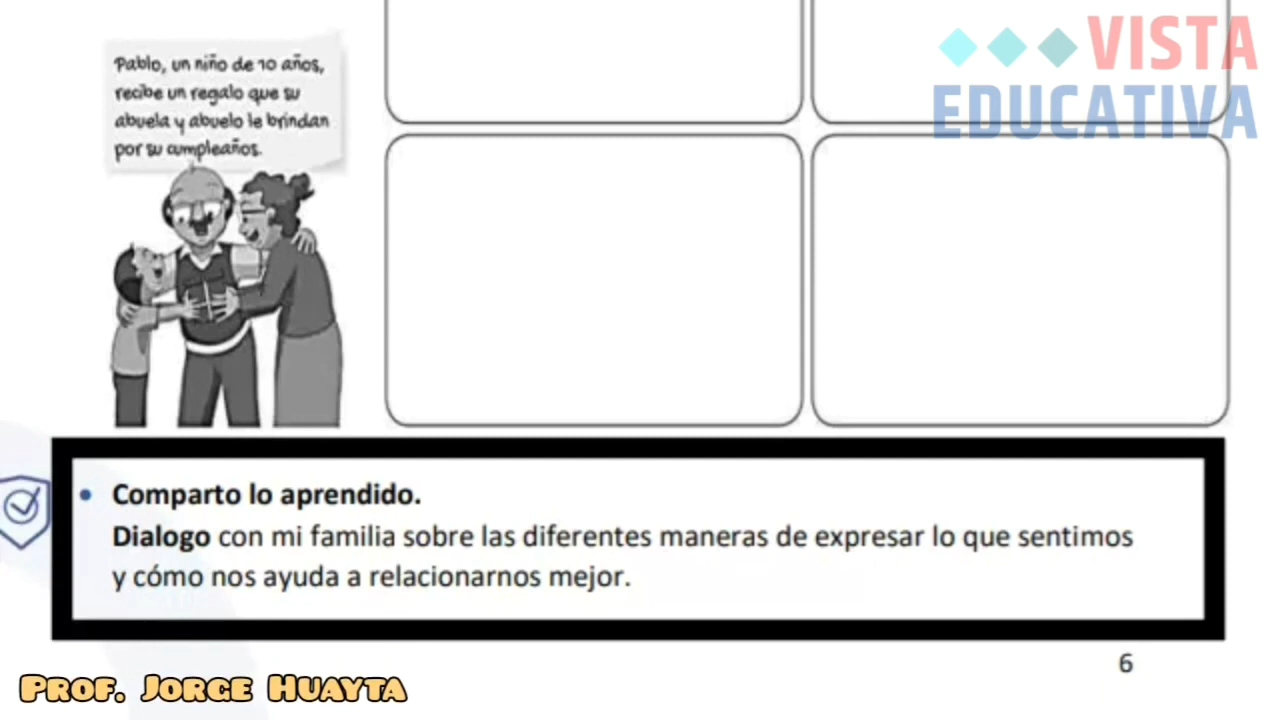 Pablo, un niño de 10 años,
recibe un regalo que su
abuela y abuelo le brindan
por su cumpleaños.
VISTA
EDUCATIVA
• Comparto lo aprendido.
Dialogo con mi familia sobre las diferentes maneras de expresar lo que sentimos
y cómo nos ayuda a relacionarnos mejor.
6
PROF. JORGE HUAYTA